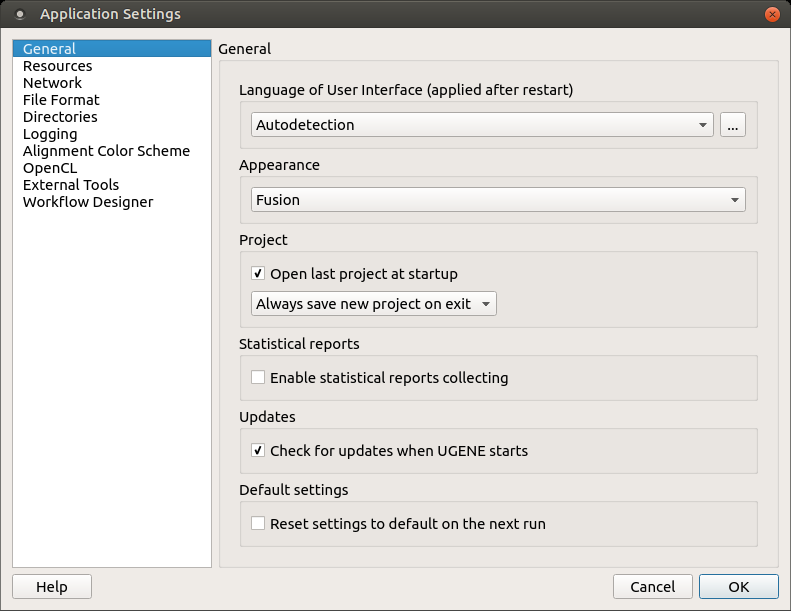 Application Settings
General
Resources
Network
File Format
Directories
Logging
Alignment Color Scheme
OpenCL
External Tools
Workflow Designer
General
Language of User Interface (applied after restart)
Autodetection
...
Appearance
Fusion
Project
Open last project at startup
Always save new project on exit
Statistical reports
Enable statistical reports collecting
Updates
Check for updates when UGENE starts
Default settings
Reset settings to default on the next run
Help
Cancel
OK